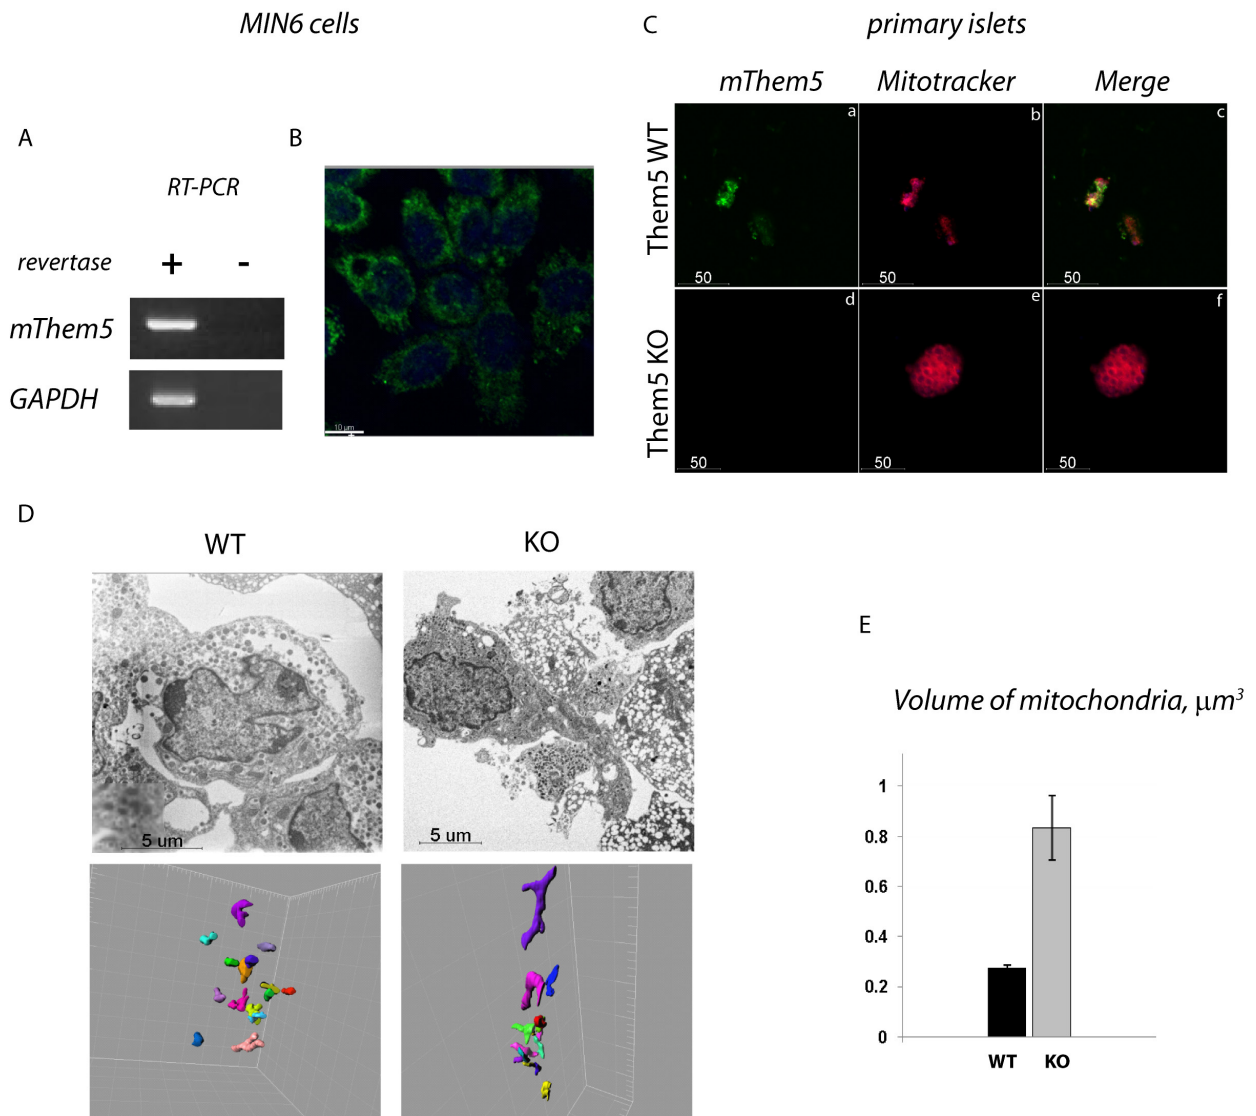 MIN6 cells
C
primary islets
mThem5 Mitotracker Merge
A
B
RT-PCR
revertase + -
mThem5
GAPDH
10 µm
Them5 WT
a
b
c
50
50
50
Them5 KO
d
e
f
50
50
50
D
WT
KO
5 um
5 um
E
Volume of mitochondria, µm³
1
0.8
0.6
0.4
0.2
0
WT KO